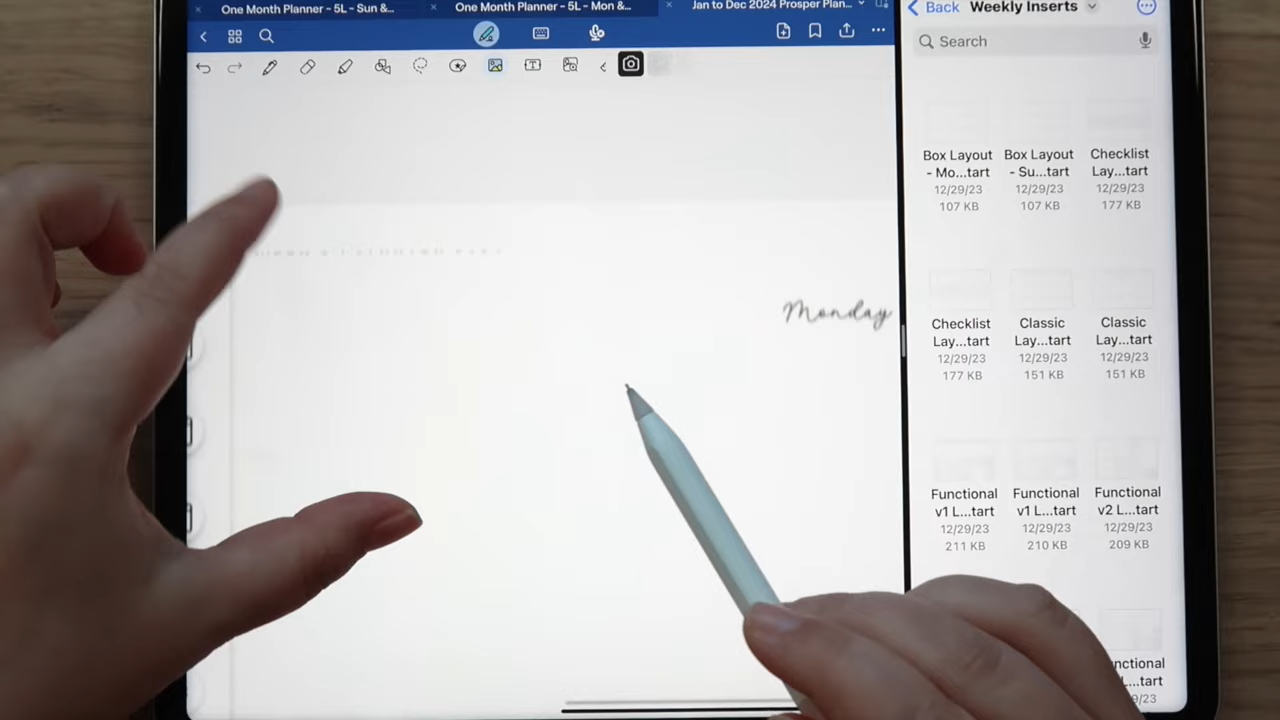 One Month Planner - 5L - Sun &...
One Month Planner - 5L - Mon &...
Jan to Dec 2024 Prosper Plan...
Back
Weekly Inserts
Search
Monday
Box Layout - Mo...tart
12/29/23
107 KB
Box Layout - Su...tart
12/29/23
107 KB
Checklist Lay...tart
12/29/23
177 KB
Checklist Lay...tart
12/29/23
177 KB
Classic Lay...tart
12/29/23
151 KB
Classic Lay...tart
12/29/23
151 KB
Functional v1 L...tart
12/29/23
211 KB
Functional v1 L...tart
12/29/23
210 KB
Functional v2 L...tart
12/29/23
209 KB